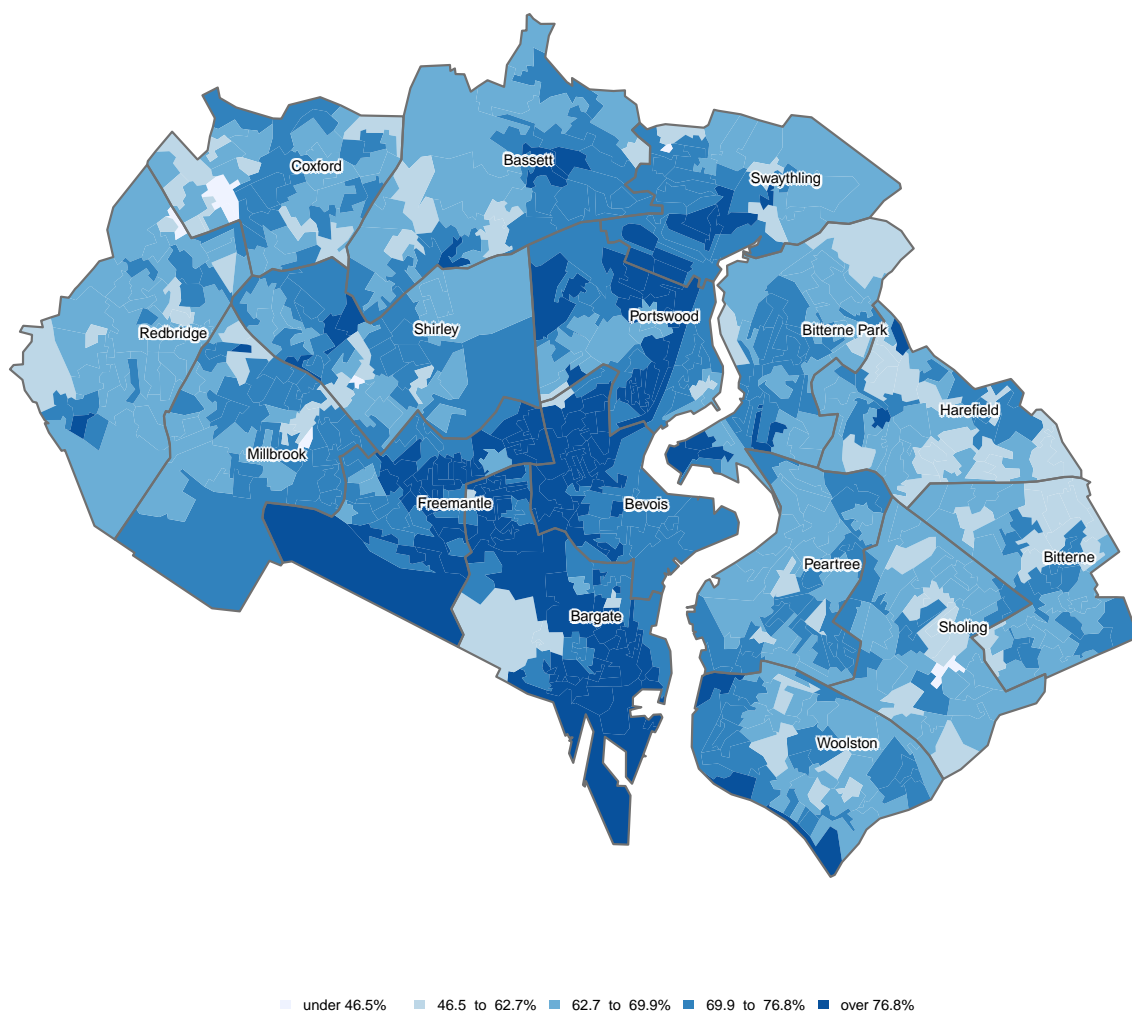 Bassett
Coxford
Swaythling
Portswood
Shirley
Bitterne Park
Redbridge
Harefield
Millbrook
Freemantle
Bevois
Bitterne
Peartree
Bargate
Sholing
Woolston
under 46.5% 46.5 to 62.7% 62.7 to 69.9% 69.9 to 76.8% over 76.8%